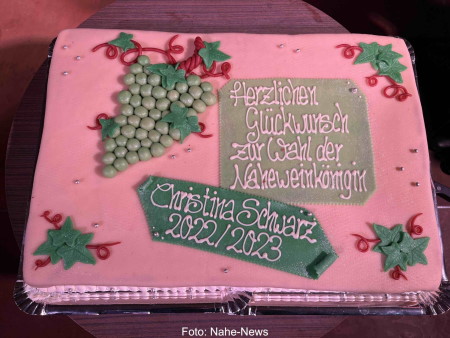 Herzlichen
Glückwunsch
zur Wahl der
Naheweinkönigin
Christina Schwarz
2022/2023
Foto: Nahe-News